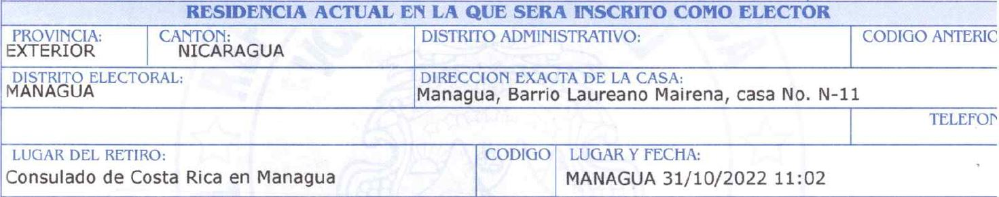 RESIDENCIA ACTUAL EN LA QUE SERA INSCRITO COMO ELECTOR
PROVINCIA: CANTON: DISTRITO ADMINISTRATIVO: CODIGO ANTERIO
EXTERIOR NICARAGUA
DISTRITO ELECTORAL: DIRECCION EXACTA DE LA CASA:
MANAGUA Managua, Barrio Laureano Mairena, casa No. N-11
TELEFON
LUGAR DEL RETIRO: CODIGO LUGAR Y FECHA:
Consulado de Costa Rica en Managua MANAGUA 31/10/2022 11:02